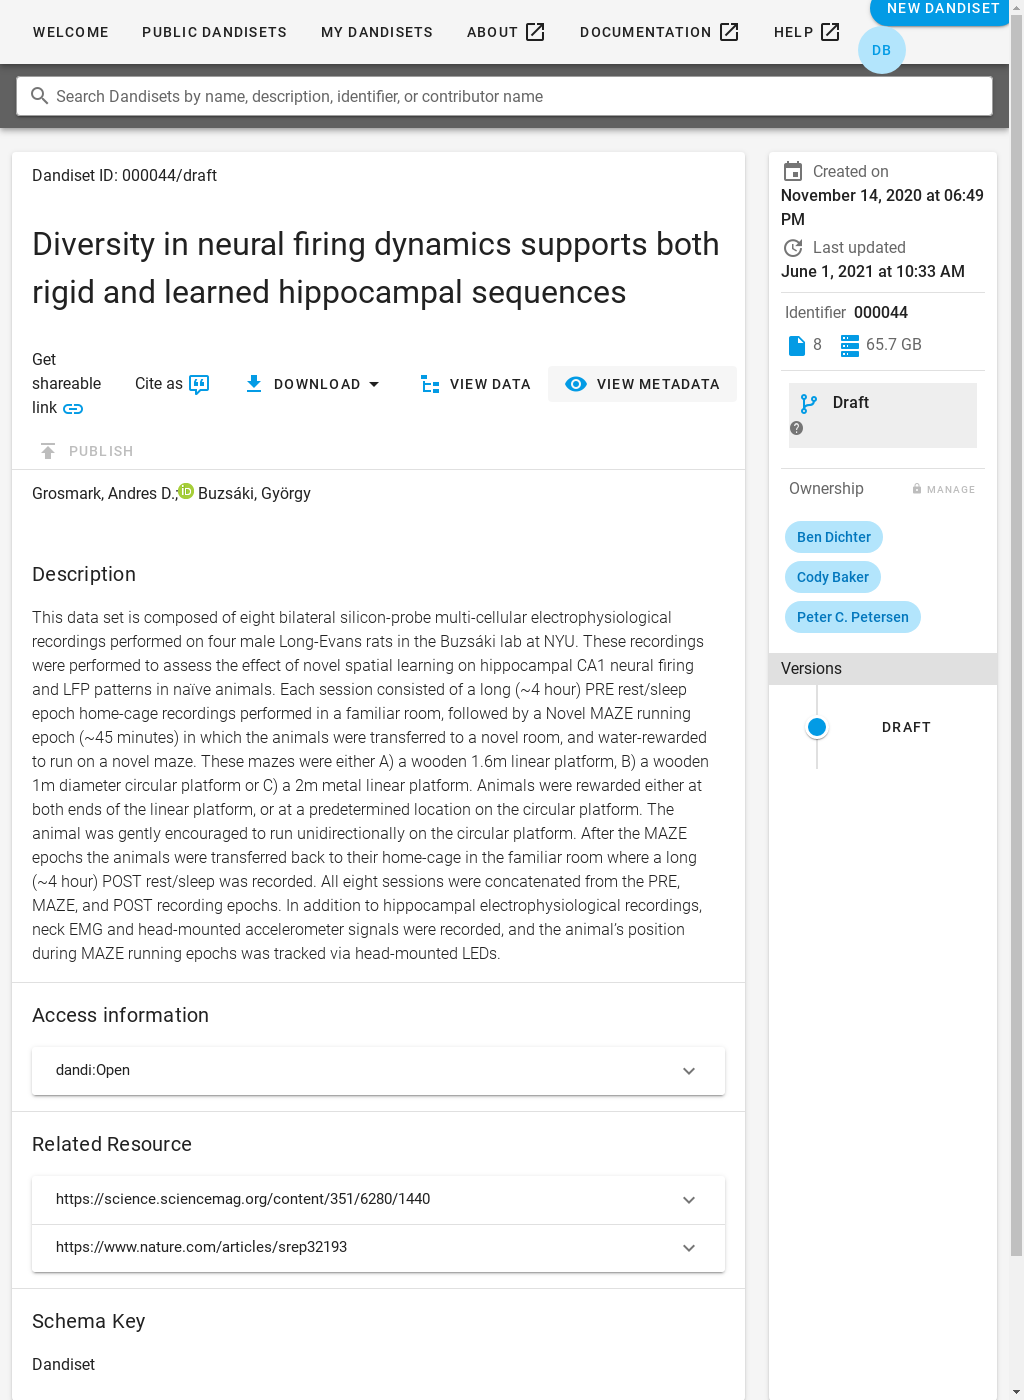 WELCOME PUBLIC DANDISETS MY DANDISETS ABOUT DOCUMENTATION HELP NEW DANDISET
DB
Search Dandisets by name, description, identifier, or contributor name
Dandiset ID: 000044/draft
Diversity in neural firing dynamics supports both
rigid and learned hippocampal sequences
Get
shareable
link
Cite as
DOWNLOAD
VIEW DATA
VIEW METADATA
PUBLISH
Grosmark, Andres D.; Buzsáki, György
Description
This data set is composed of eight bilateral silicon-probe multi-cellular electrophysiological
recordings performed on four male Long-Evans rats in the Buzsáki lab at NYU. These recordings
were performed to assess the effect of novel spatial learning on hippocampal CA1 neural firing
and LFP patterns in naïve animals. Each session consisted of a long (~4 hour) PRE rest/sleep
epoch home-cage recordings performed in a familiar room, followed by a Novel MAZE running
epoch (~45 minutes) in which the animals were transferred to a novel room, and water-rewarded
to run on a novel maze. These mazes were either A) a wooden 1.6m linear platform, B) a wooden
1m diameter circular platform or C) a 2m metal linear platform. Animals were rewarded either at
both ends of the linear platform, or at a predetermined location on the circular platform. The
animal was gently encouraged to run unidirectionally on the circular platform. After the MAZE
epochs the animals were transferred back to their home-cage in the familiar room where a long
(~4 hour) POST rest/sleep was recorded. All eight sessions were concatenated from the PRE,
MAZE, and POST recording epochs. In addition to hippocampal electrophysiological recordings,
neck EMG and head-mounted accelerometer signals were recorded, and the animal's position
during MAZE running epochs was tracked via head-mounted LEDs.
Access information
dandi:Open
Related Resource
https://science.sciencemag.org/content/351/6280/1440
https://www.nature.com/articles/srep32193
Schema Key
Dandiset
Created on
November 14, 2020 at 06:49
PM
Last updated
June 1, 2021 at 10:33 AM
Identifier 000044
8 65.7 GB
Draft
Ownership MANAGE
Ben Dichter
Cody Baker
Peter C. Petersen
Versions
DRAFT